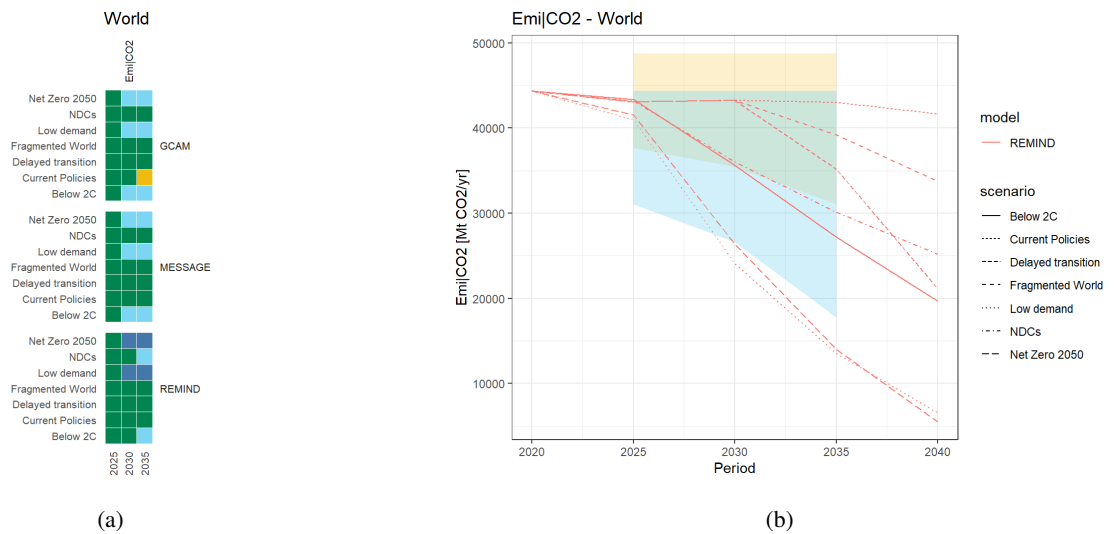 World
Emi|CO2
Net Zero 2050
NDCs
Low demand
Fragmented World
Delayed transition
Current Policies
Below 2C
GCAM
Net Zero 2050
NDCs
Low demand
Fragmented World
Delayed transition
Current Policies
Below 2C
MESSAGE
Net Zero 2050
NDCs
Low demand
Fragmented World
Delayed transition
Current Policies
Below 2C
REMIND
2025
2030
2035
(a)
Emi|CO2 - World
Emi|CO2 [Mt CO2/yr]
50000
40000
30000
20000
10000
2020
2025
2030
2035
2040
Period
model
REMIND
scenario
Below 2C
Current Policies
Delayed transition
Fragmented World
Low demand
NDCs
Net Zero 2050
(b)